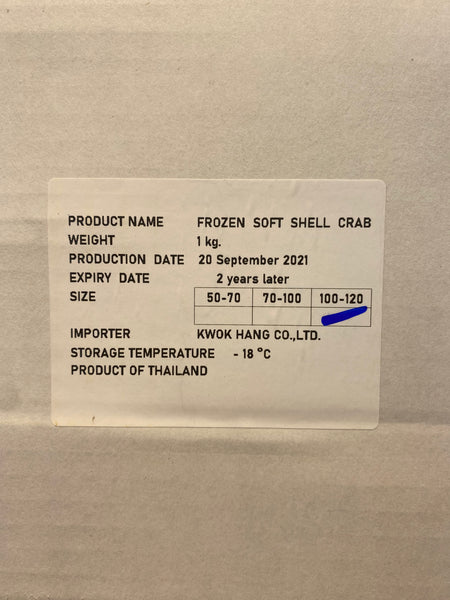 PRODUCT NAME FROZEN SOFT SHELL CRAB
WEIGHT 1 kg.
PRODUCTION DATE 20 September 2021
EXPIRY DATE 2 years later
SIZE 50-70 70-100 100-120
IMPORTER KWOK HANG CO.,LTD.
STORAGE TEMPERATURE - 18 °C
PRODUCT OF THAILAND